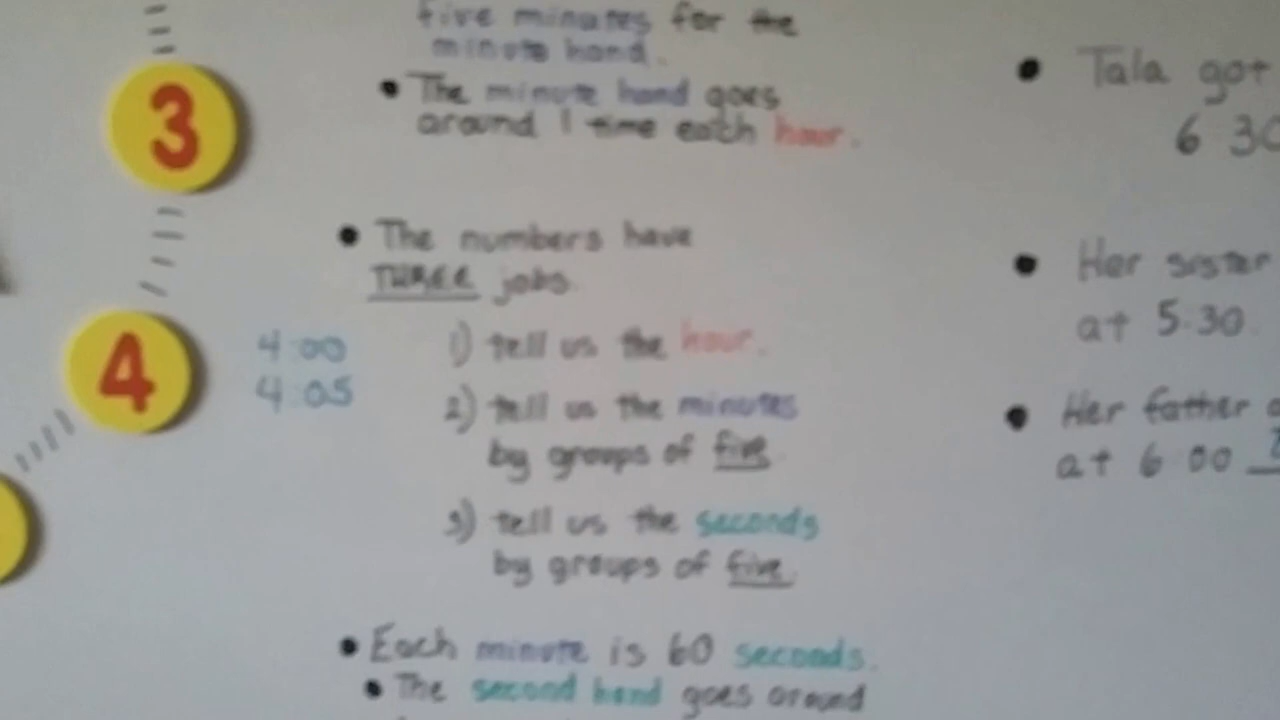 five minutes for the
minute hand.
3
• The minute hand goes
around 1 time each hour.
• The numbers have
THREE jobs.
4
4:00
4:05
1) tell us the hour.
2) tell us the minutes
by groups of five
3) tell us the seconds
by groups of five.
• Each minute is 60 seconds.
• The second hand goes around
• Tala got
6 30
• Her sister
at 5:30
• Her father
at 6 00